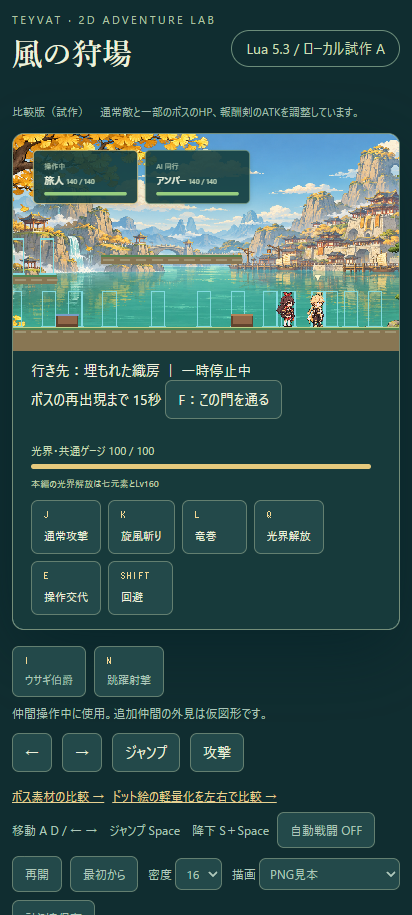 TEYVAT · 2D ADVENTURE LAB
風の狩場
Lua 5.3 / ローカル試作 A
比較版（試作）　通常敵と一部のボスのHP、報酬剣のATKを調整しています。
操作中
旅人 140 / 140
AI 同行
アンバー 140 / 140
行き先：埋もれた織房 ｜ 一時停止中
ボスの再出現まで 15秒
F：この門を通る
光界・共通ゲージ 100 / 100
本編の光界解放は七元素とLv160
J
通常攻撃
K
旋風斬り
L
竜巻
Q
光界解放
E
操作交代
SHIFT
回避
I
ウサギ伯爵
N
跳躍射撃
仲間操作中に使用。追加仲間の外見は仮図形です。
←
→
ジャンプ
攻撃
ボス素材の比較 →
ドット絵の軽量化を左右で比較 →
移動 A D / ← →　ジャンプ Space　降下 S＋Space
自動戦闘 OFF
再開
最初から
密度
16
描画
PNG見本